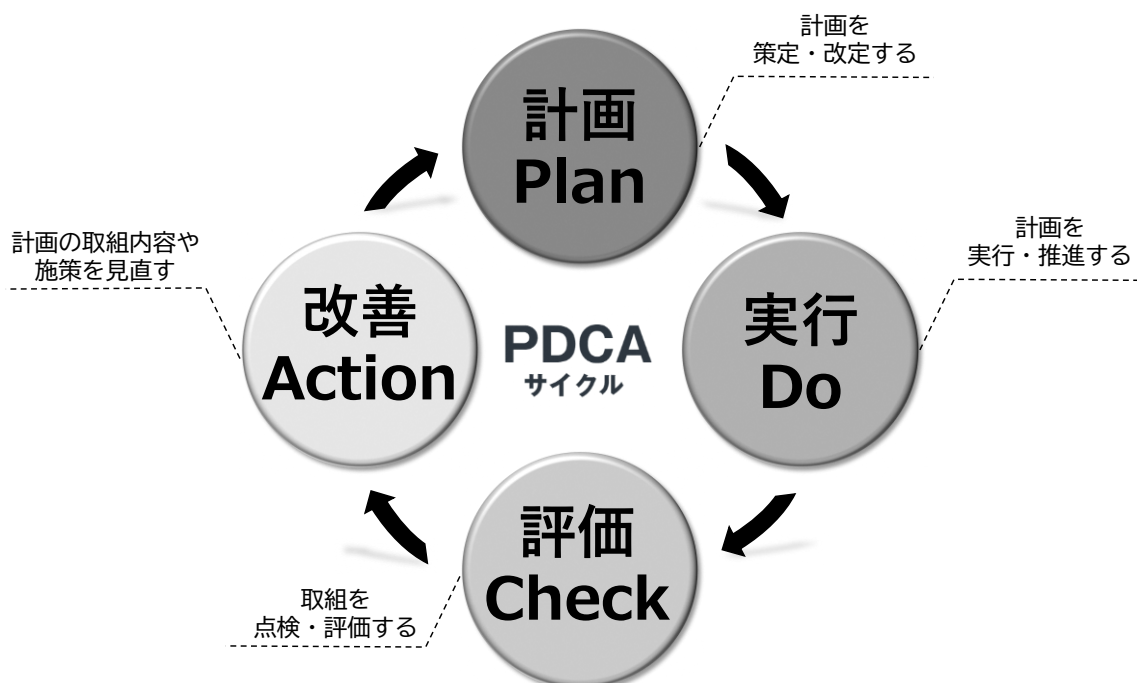 計画を
策定・改定する
計画
Plan
計画を
実行・推進する
実行
Do
計画の取組内容や
施策を見直す
改善
Action
PDCA
サイクル
評価
Check
取組を
点検・評価する